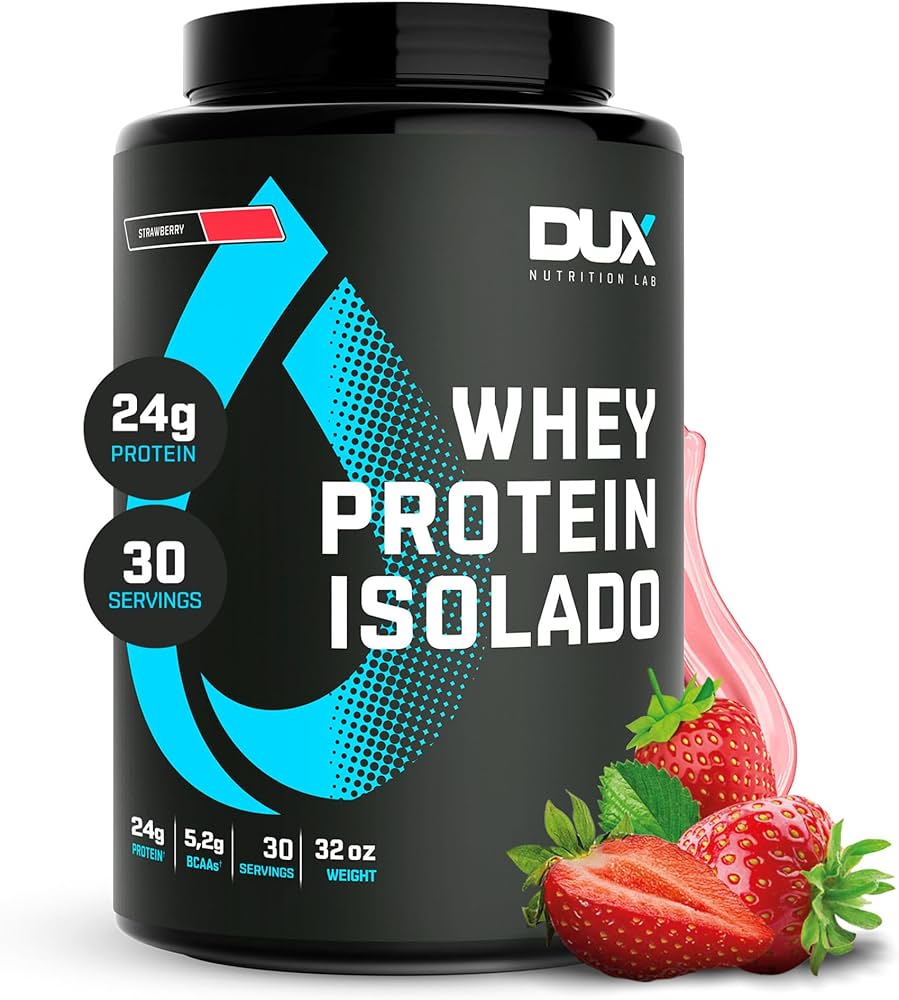 STRAWBERRY
DUX
NUTRITION LAB
24g
PROTEIN
30
SERVINGS
WHEY
PROTEIN
ISOLADO
24g
PROTEIN†
5,2g
BCAAs†
30
SERVINGS
32 oz
WEIGHT